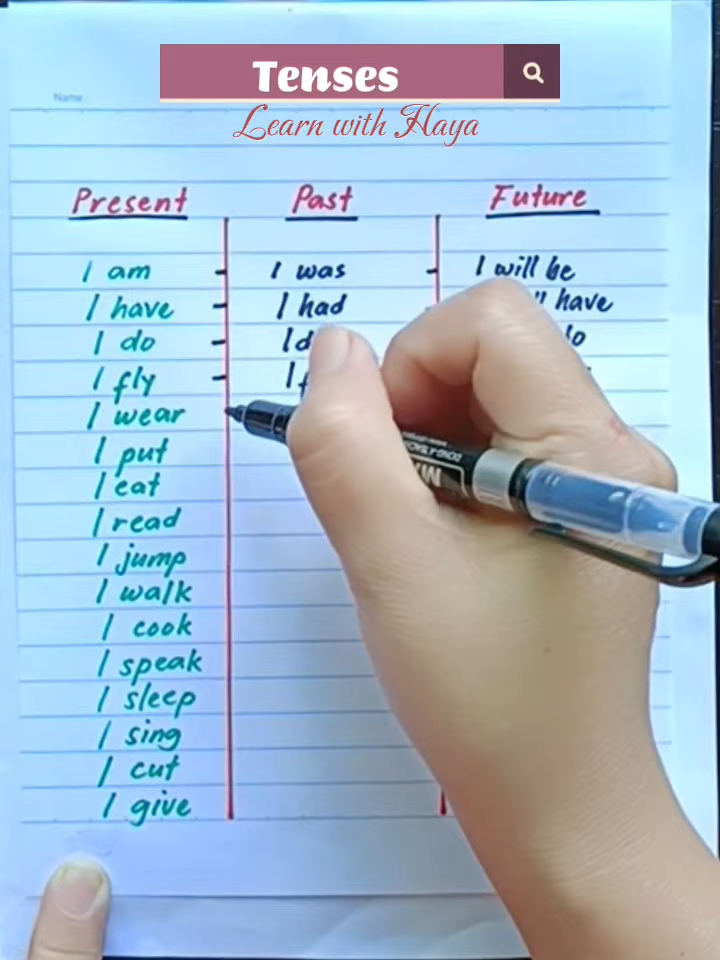 Tenses
Learn with Haya
Name
Present Past Future
I am - I was - I will be
I have - I had have
I do -
I fly -
I wear
I put
I eat
I read
I jump
I walk
I cook
I speak
I sleep
I sing
I cut
I give